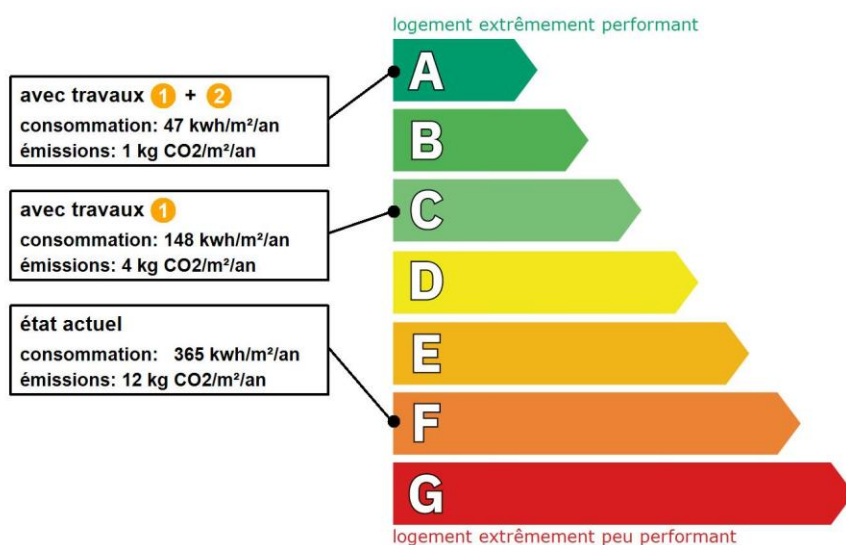 logement extrêmement performant
A
avec travaux 1 + 2
consommation: 47 kwh/m²/an
émissions: 1 kg CO2/m²/an
B
avec travaux 1
consommation: 148 kwh/m²/an
émissions: 4 kg CO2/m²/an
C
D
état actuel
consommation: 365 kwh/m²/an
émissions: 12 kg CO2/m²/an
E
F
G
logement extrêmement peu performant